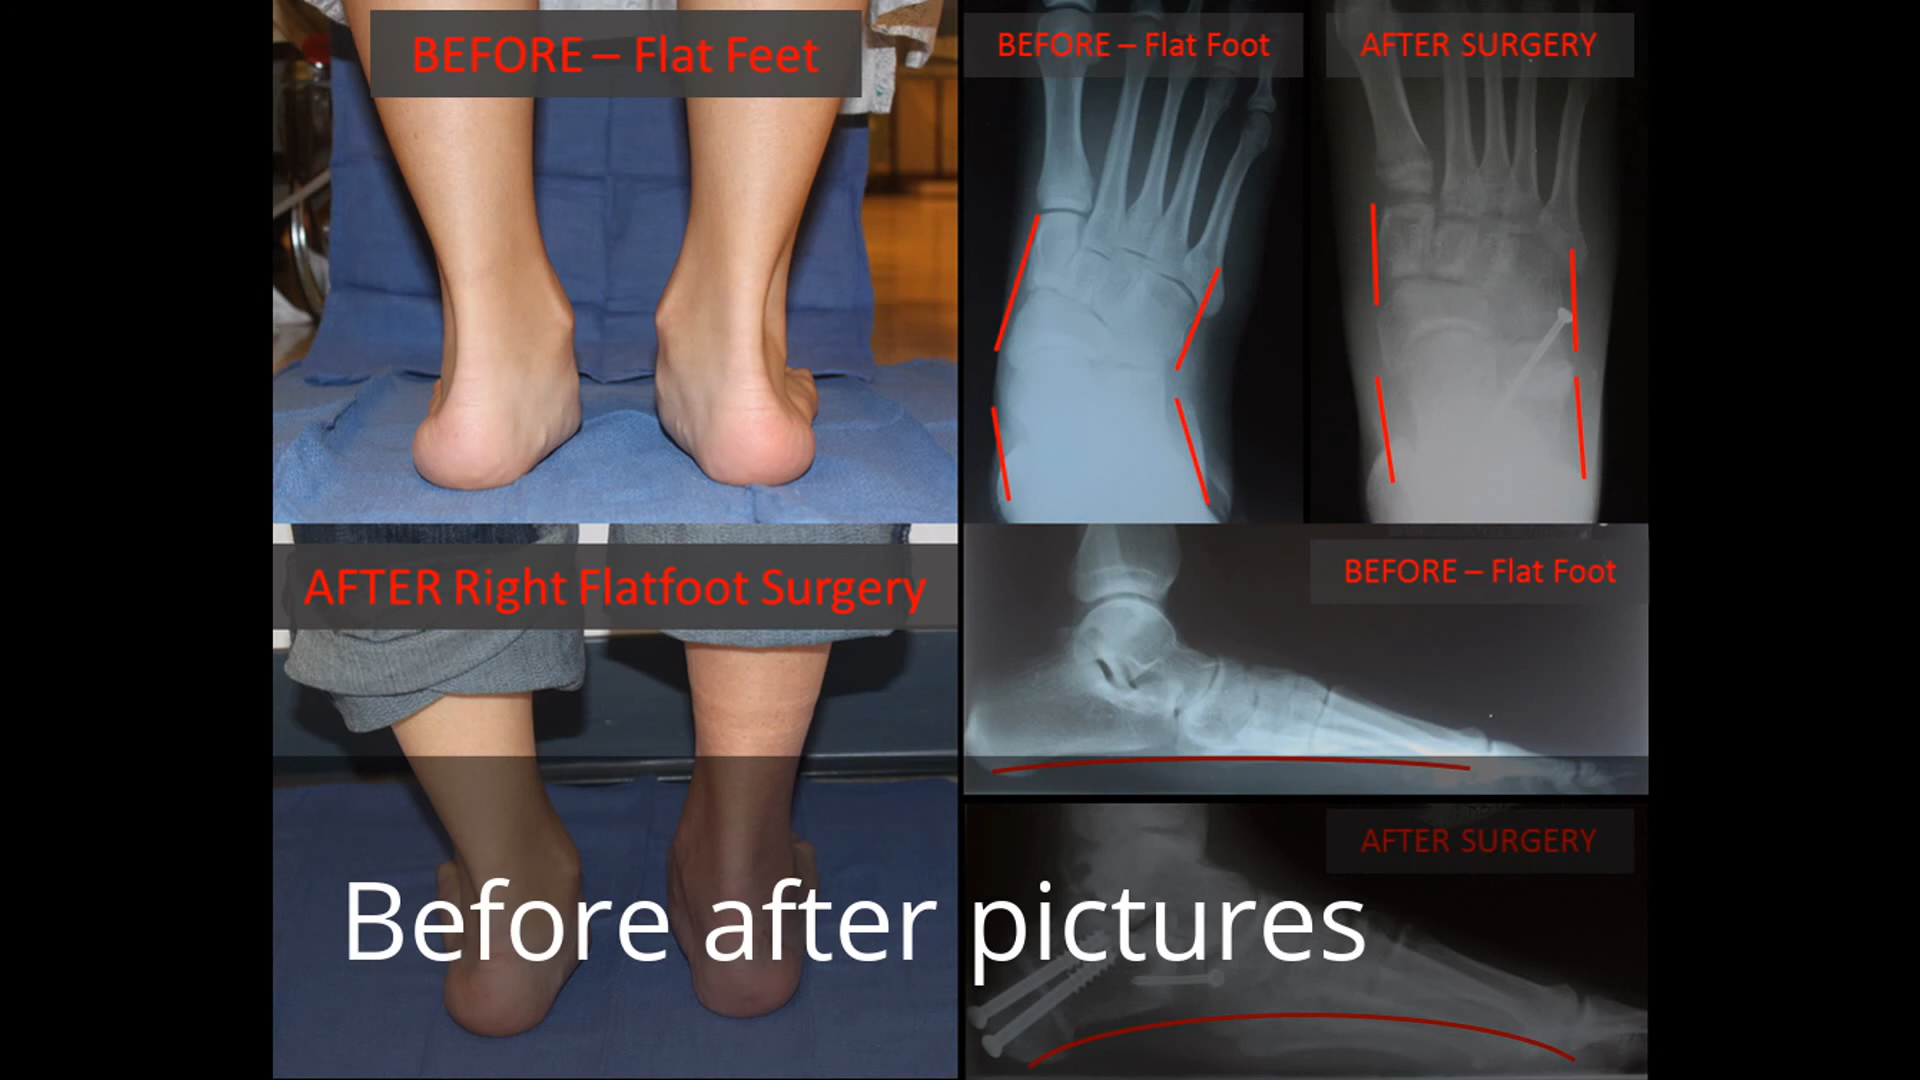 BEFORE – Flat Feet
BEFORE – Flat Foot
AFTER SURGERY
AFTER Right Flatfoot Surgery
BEFORE – Flat Foot
AFTER SURGERY
Before after pictures